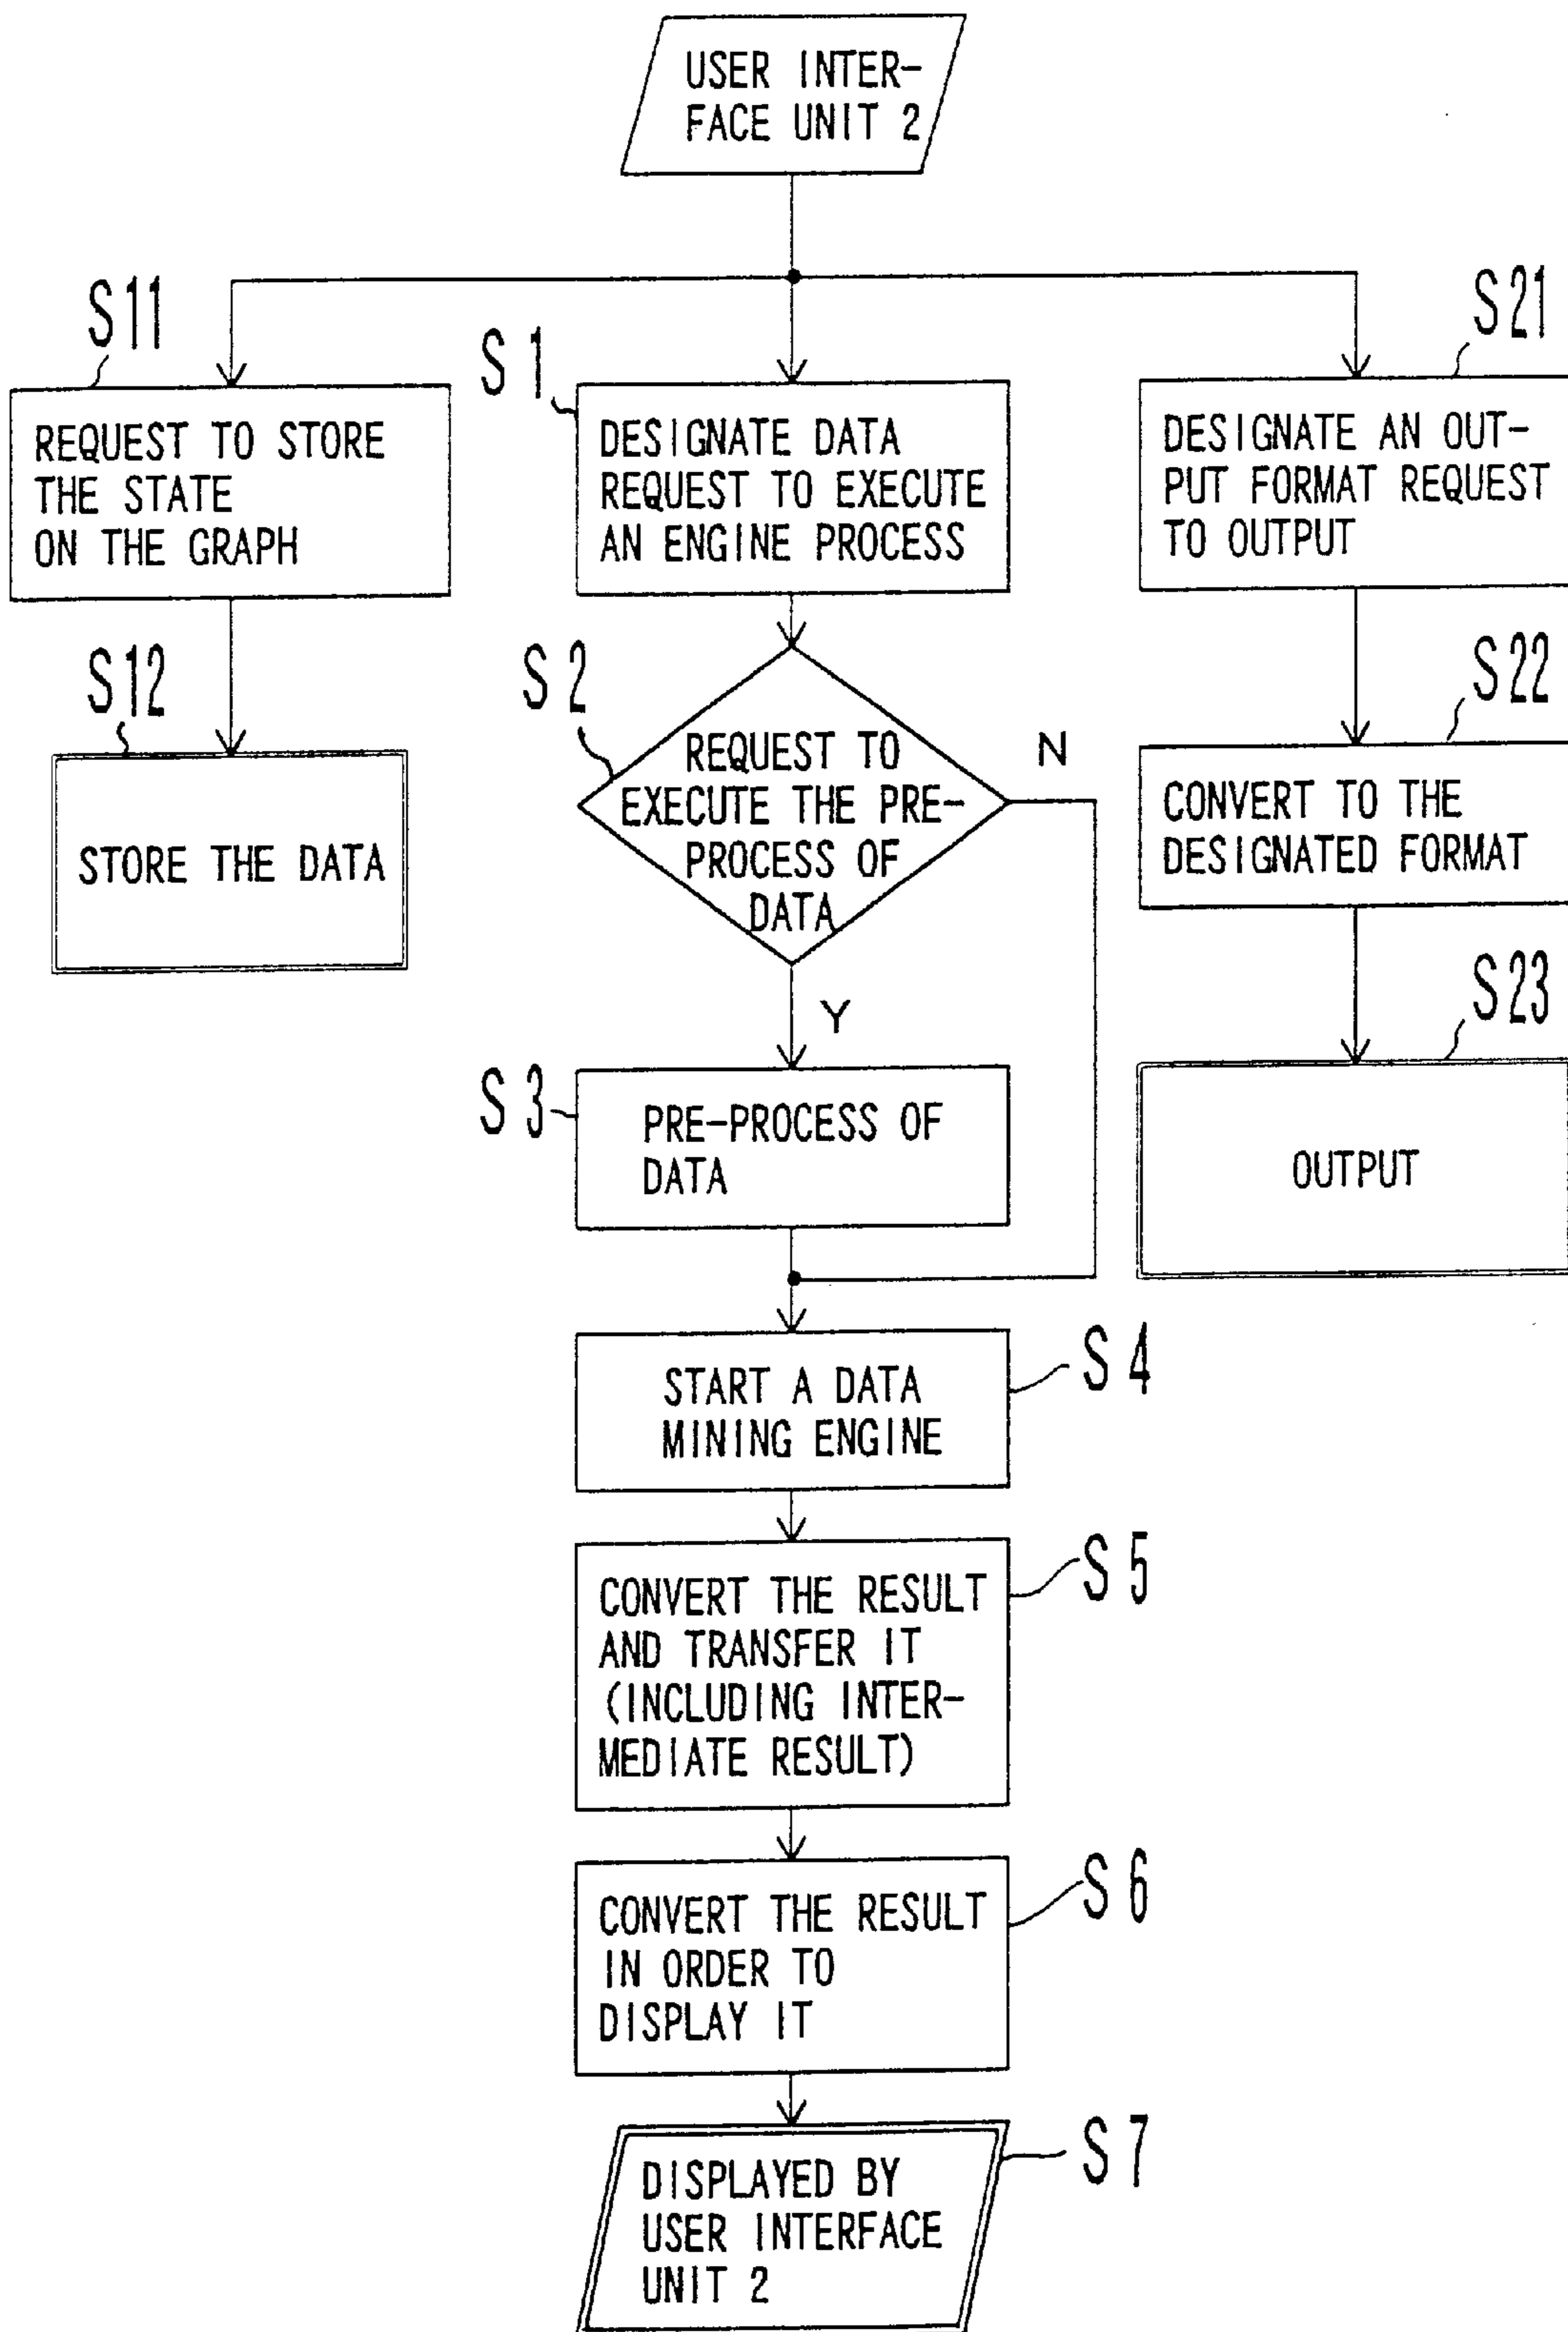 USER INTER-
FACE UNIT 2
S11
REQUEST TO STORE
THE STATE
ON THE GRAPH
S12
STORE THE DATA
S1
DESIGNATE DATA
REQUEST TO EXECUTE
AN ENGINE PROCESS
S2
REQUEST TO
EXECUTE THE PRE-
PROCESS OF
DATA
N
Y
S3
PRE-PROCESS OF
DATA
S4
START A DATA
MINING ENGINE
S5
CONVERT THE RESULT
AND TRANSFER IT
(INCLUDING INTER-
MEDIATE RESULT)
S6
CONVERT THE RESULT
IN ORDER TO
DISPLAY IT
S7
DISPLAYED BY
USER INTERFACE
UNIT 2
S21
DESIGNATE AN OUT-
PUT FORMAT REQUEST
TO OUTPUT
S22
CONVERT TO THE
DESIGNATED FORMAT
S23
OUTPUT